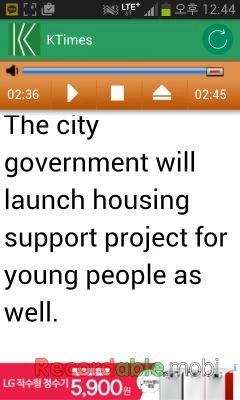 LTE 오후 12:44
KTimes
02:36
02:45
The city
government will
launch housing
support project for
young people as
well.
Recordable.mobi
LG 직수형 정수기 5,900원